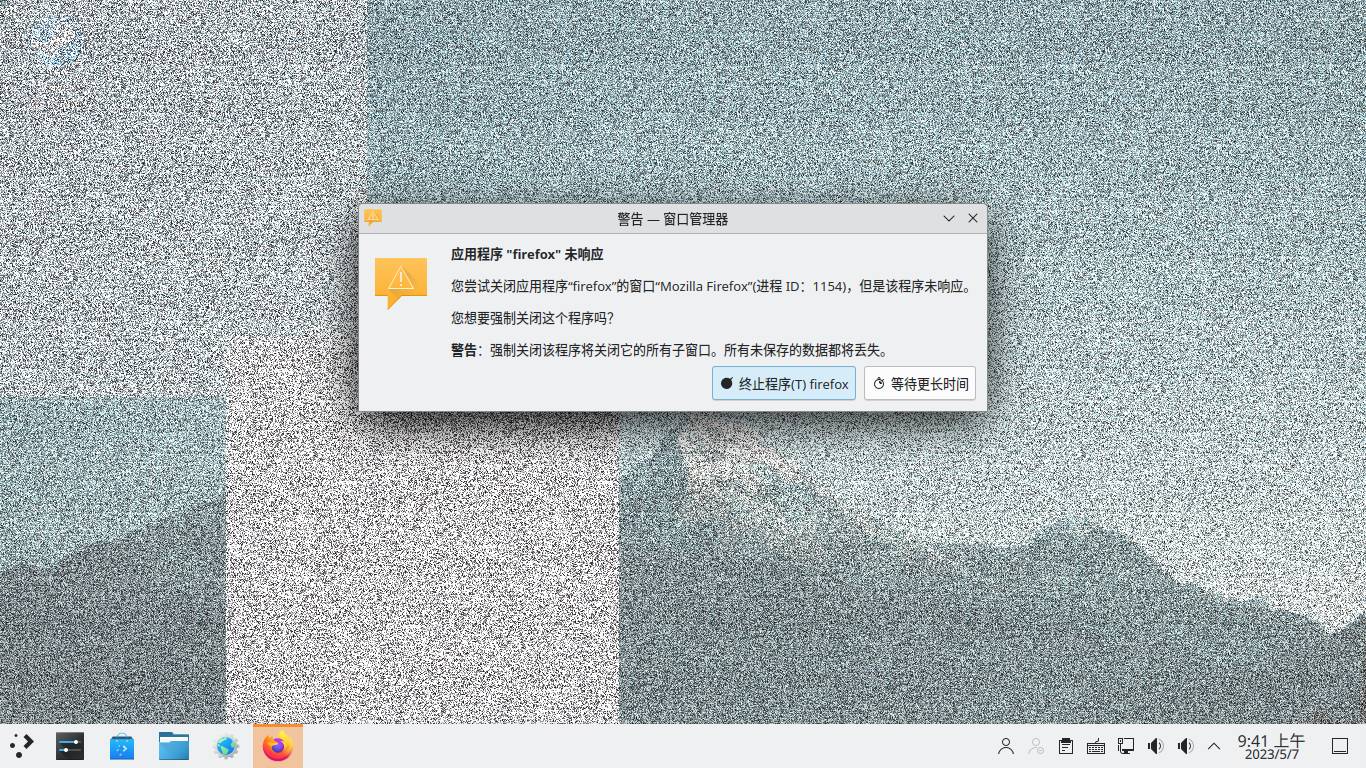 警告 — 窗口管理器
应用程序 "firefox" 未响应
您尝试关闭应用程序“firefox”的窗口“Mozilla Firefox”(进程 ID：1154)，但是该程序未响应。
您想要强制关闭这个程序吗？
警告：强制关闭该程序将关闭它的所有子窗口。所有未保存的数据都将丢失。
终止程序(T) firefox
等待更长时间
9:41 上午
2023/5/7